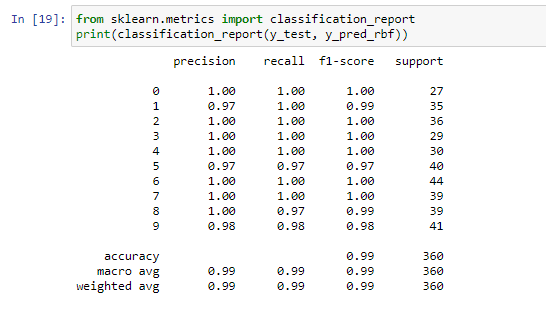 In [19]: from sklearn.metrics import classification_report
print(classification_report(y_test, y_pred_rbf))
precision recall f1-score support
0 1.00 1.00 1.00 27
1 0.97 1.00 0.99 35
2 1.00 1.00 1.00 36
3 1.00 1.00 1.00 29
4 1.00 1.00 1.00 30
5 0.97 0.97 0.97 40
6 1.00 1.00 1.00 44
7 1.00 1.00 1.00 39
8 1.00 0.97 0.99 39
9 0.98 0.98 0.98 41
accuracy 0.99 360
macro avg 0.99 0.99 0.99 360
weighted avg 0.99 0.99 0.99 360